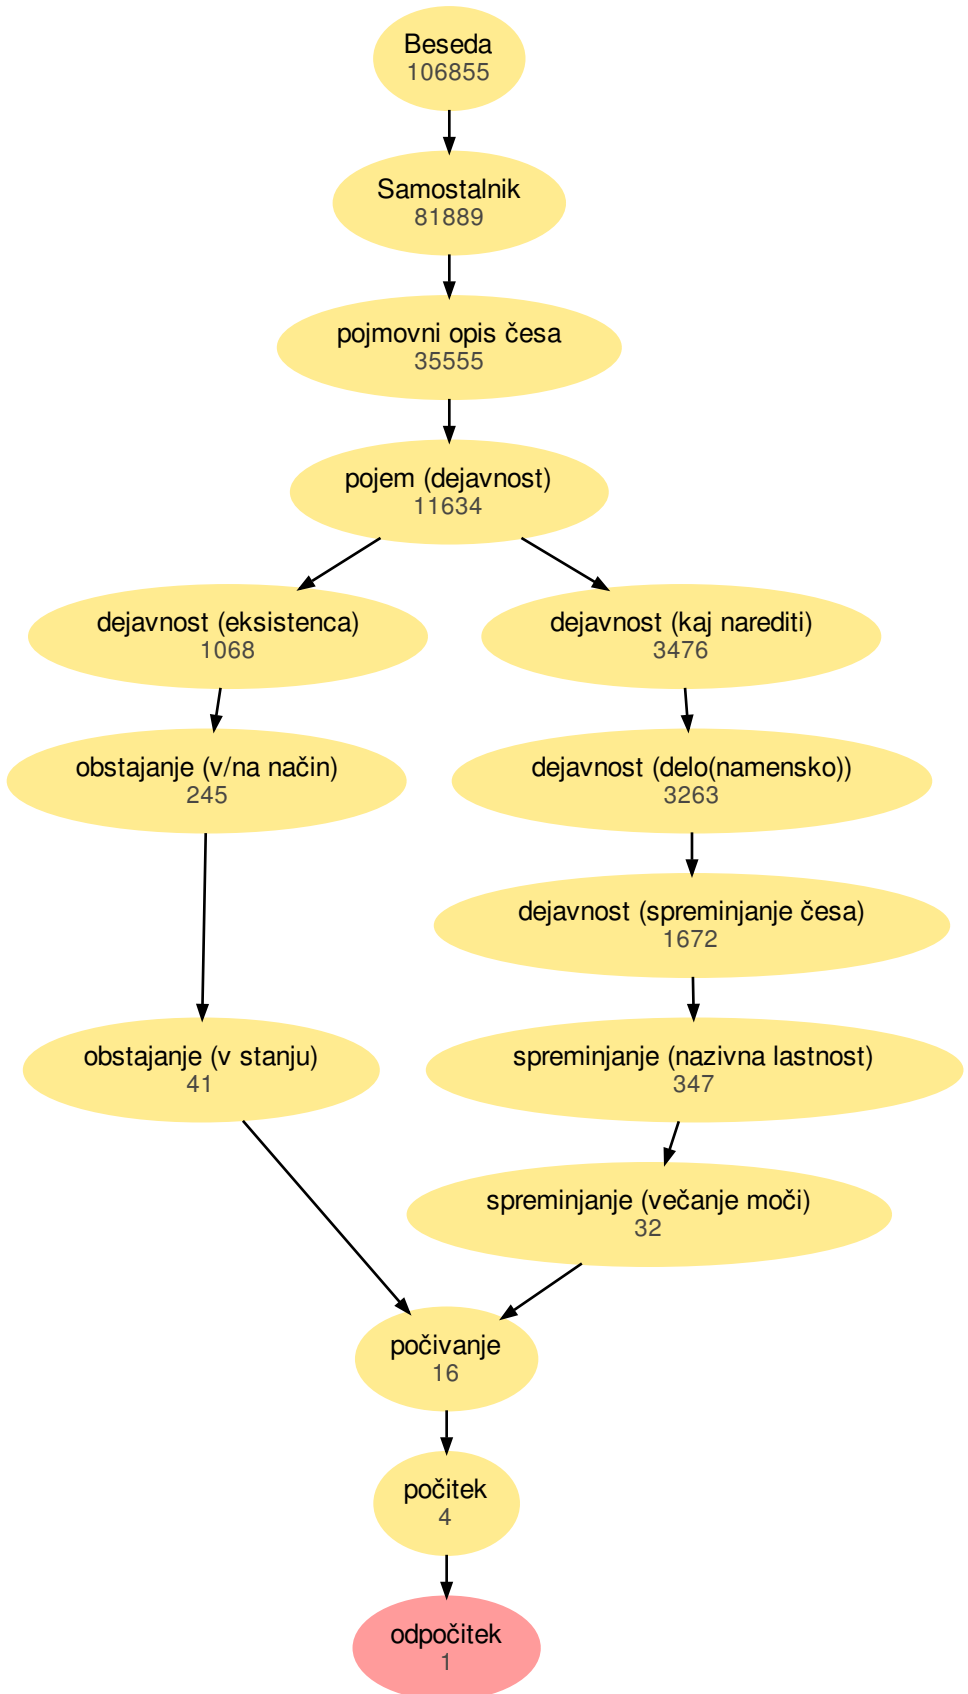 Beseda
106855
Samostalnik
81889
pojmovni opis česa
35555
pojem (dejavnost)
11634
dejavnost (eksistenca)
1068
dejavnost (kaj narediti)
3476
obstajanje (v/na način)
245
dejavnost (delo(namensko))
3263
dejavnost (spreminjanje česa)
1672
obstajanje (v stanju)
41
spreminjanje (nazivna lastnost)
347
spreminjanje (večanje moči)
32
počivanje
16
počitek
4
odpočitek
1